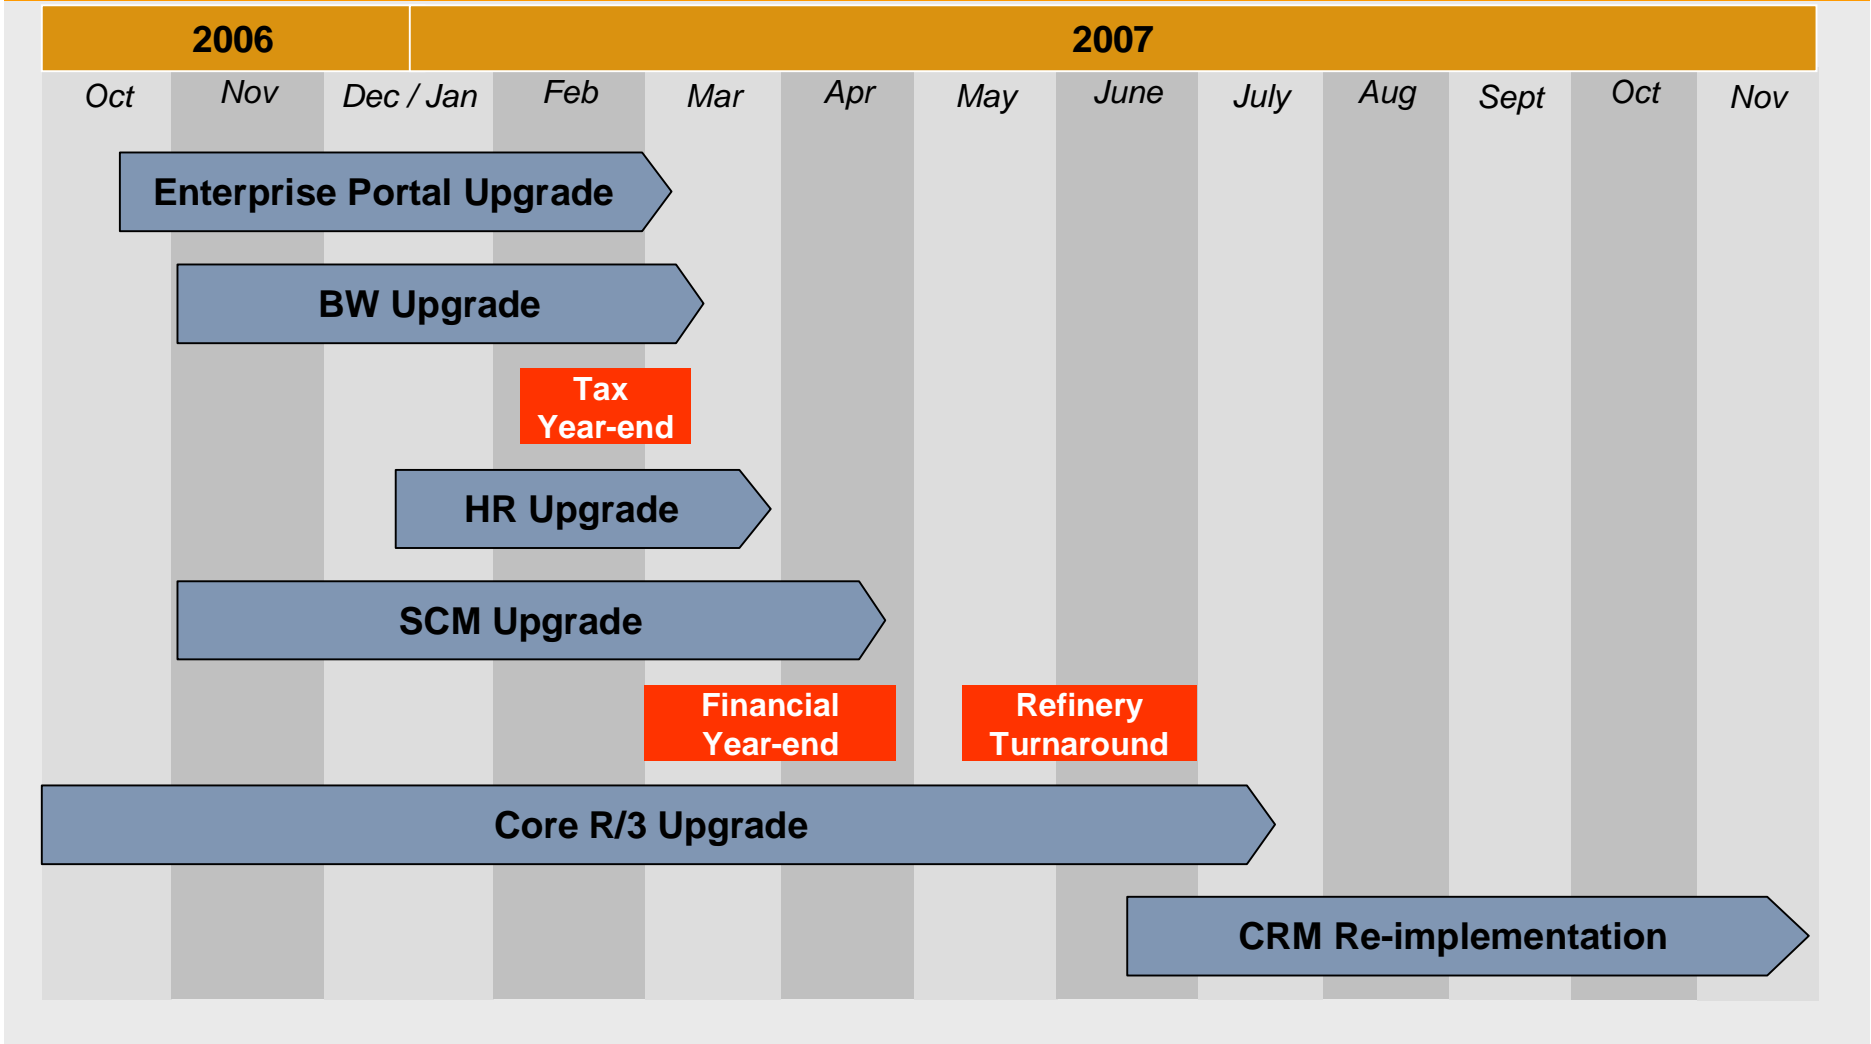 2006
2007
Oct
Nov
Dec / Jan
Feb
Mar
Apr
May
June
July
Aug
Sept
Oct
Nov
Enterprise Portal Upgrade
BW Upgrade
Tax
Year-end
HR Upgrade
SCM Upgrade
Financial
Year-end
Refinery
Turnaround
Core R/3 Upgrade
CRM Re-implementation